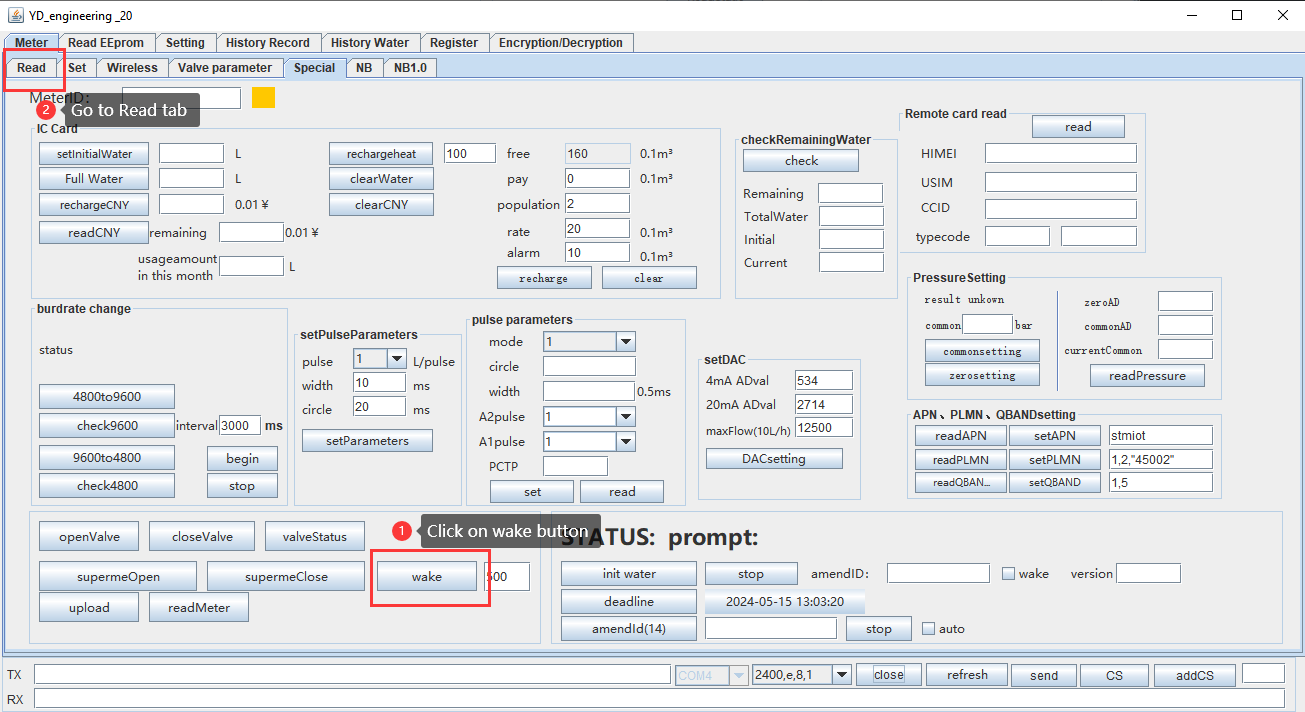 YD_engineering _20
Meter Read EEprom Setting History Record History Water Register Encryption/Decryption
Read Set Wireless Valve parameter Special NB NB1.0
MeterID:
2 Go to Read tab
IC Card
setInitialWater L rechargeheat 100 free 160 0.1m³
Full Water L clearWater pay 0 0.1m³
rechargeCNY 0.01 ¥ clearCNY population 2
readCNY remaining 0.01 ¥ rate 20 0.1m³
usageamount in this month L alarm 10 0.1m³
recharge clear
checkRemainingWater
check
Remaining
TotalWater
Initial
Current
Remote card read
read
HIMEI
USIM
CCID
typecode
burdrate change
status
4800to9600
check9600 interval 3000 ms
9600to4800 begin
check4800 stop
setPulseParameters
pulse 1 L/pulse
width 10 ms
circle 20 ms
setParameters
pulse parameters
mode 1
circle
width 0.5ms
A2pulse 1
A1pulse 1
PCTP
set read
setDAC
4mA ADval 534
20mA ADval 2714
maxFlow(10L/h) 12500
DACsetting
PressureSetting
result unkown zeroAD
common bar commonAD
commonsetting currentCommon
zerosetting readPressure
APN、PLMN、QBANDsetting
readAPN setAPN stmiot
readPLMN setPLMN 1,2,"45002"
readQBAN... setQBAND 1,5
openValve closeValve valveStatus
1 Click on wake button
supermeOpen supermeClose wake 500
upload readMeter
STATUS: prompt:
init water stop amendID: wake version
deadline 2024-05-15 13:03:20
amendId(14) stop auto
TX COM4 2400,e,8,1 close refresh send CS addCS
RX